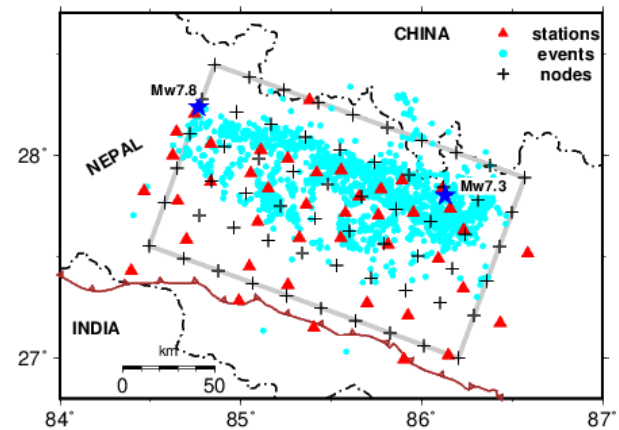 CHINA
stations
events
nodes
Mw7.8
NEPAL
Mw7.3
28°
INDIA
km
0 50
27°
84° 85° 86° 87°